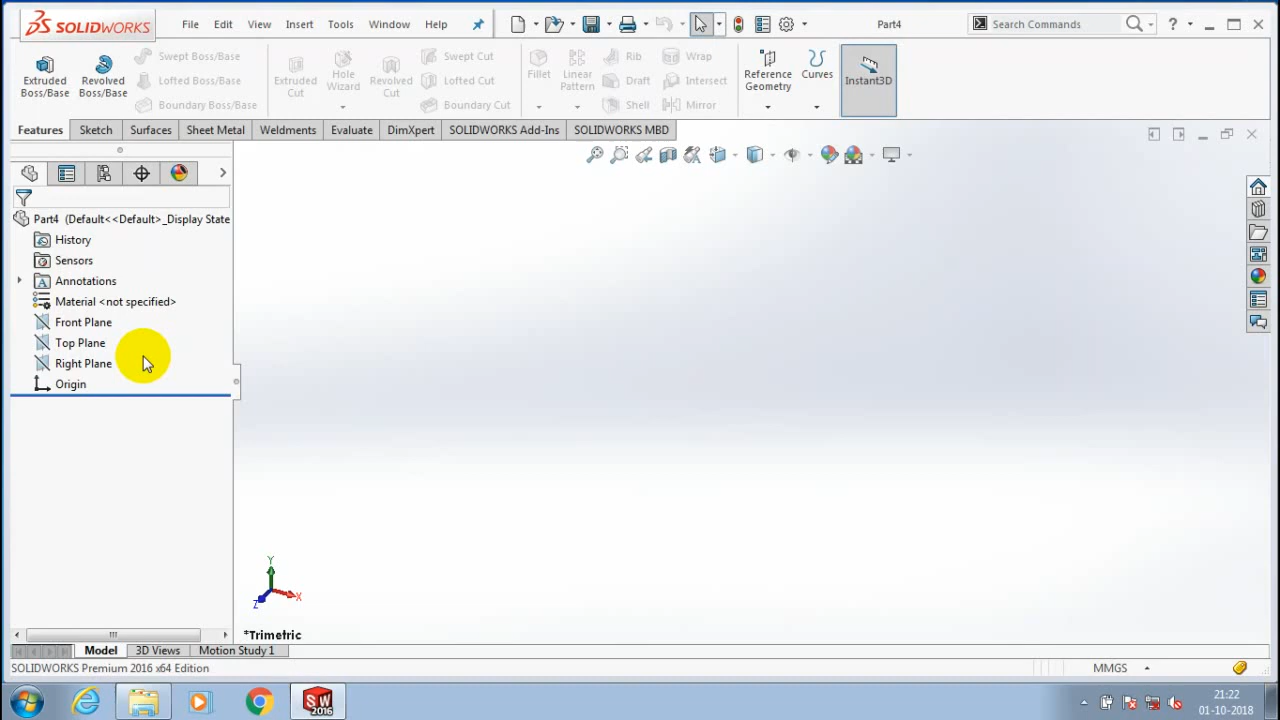 SOLIDWORKS File Edit View Insert Tools Window Help Part4 Search Commands ?
Extruded Boss/Base
Revolved Boss/Base
Swept Boss/Base
Lofted Boss/Base
Boundary Boss/Base
Extruded Cut
Hole Wizard
Revolved Cut
Swept Cut
Lofted Cut
Boundary Cut
Fillet
Linear Pattern
Rib
Draft
Shell
Wrap
Intersect
Mirror
Reference Geometry
Curves
Instant3D
Features Sketch Surfaces Sheet Metal Weldments Evaluate DimXpert SOLIDWORKS Add-Ins SOLIDWORKS MBD
Part4 (Default<<Default>_Display State
History
Sensors
A Annotations
Material <not specified>
Front Plane
Top Plane
Right Plane
Origin
Y
X
Z
*Trimetric
Model 3D Views Motion Study 1
SOLIDWORKS Premium 2016 x64 Edition MMGS
SW 2016
21:22
01-10-2018